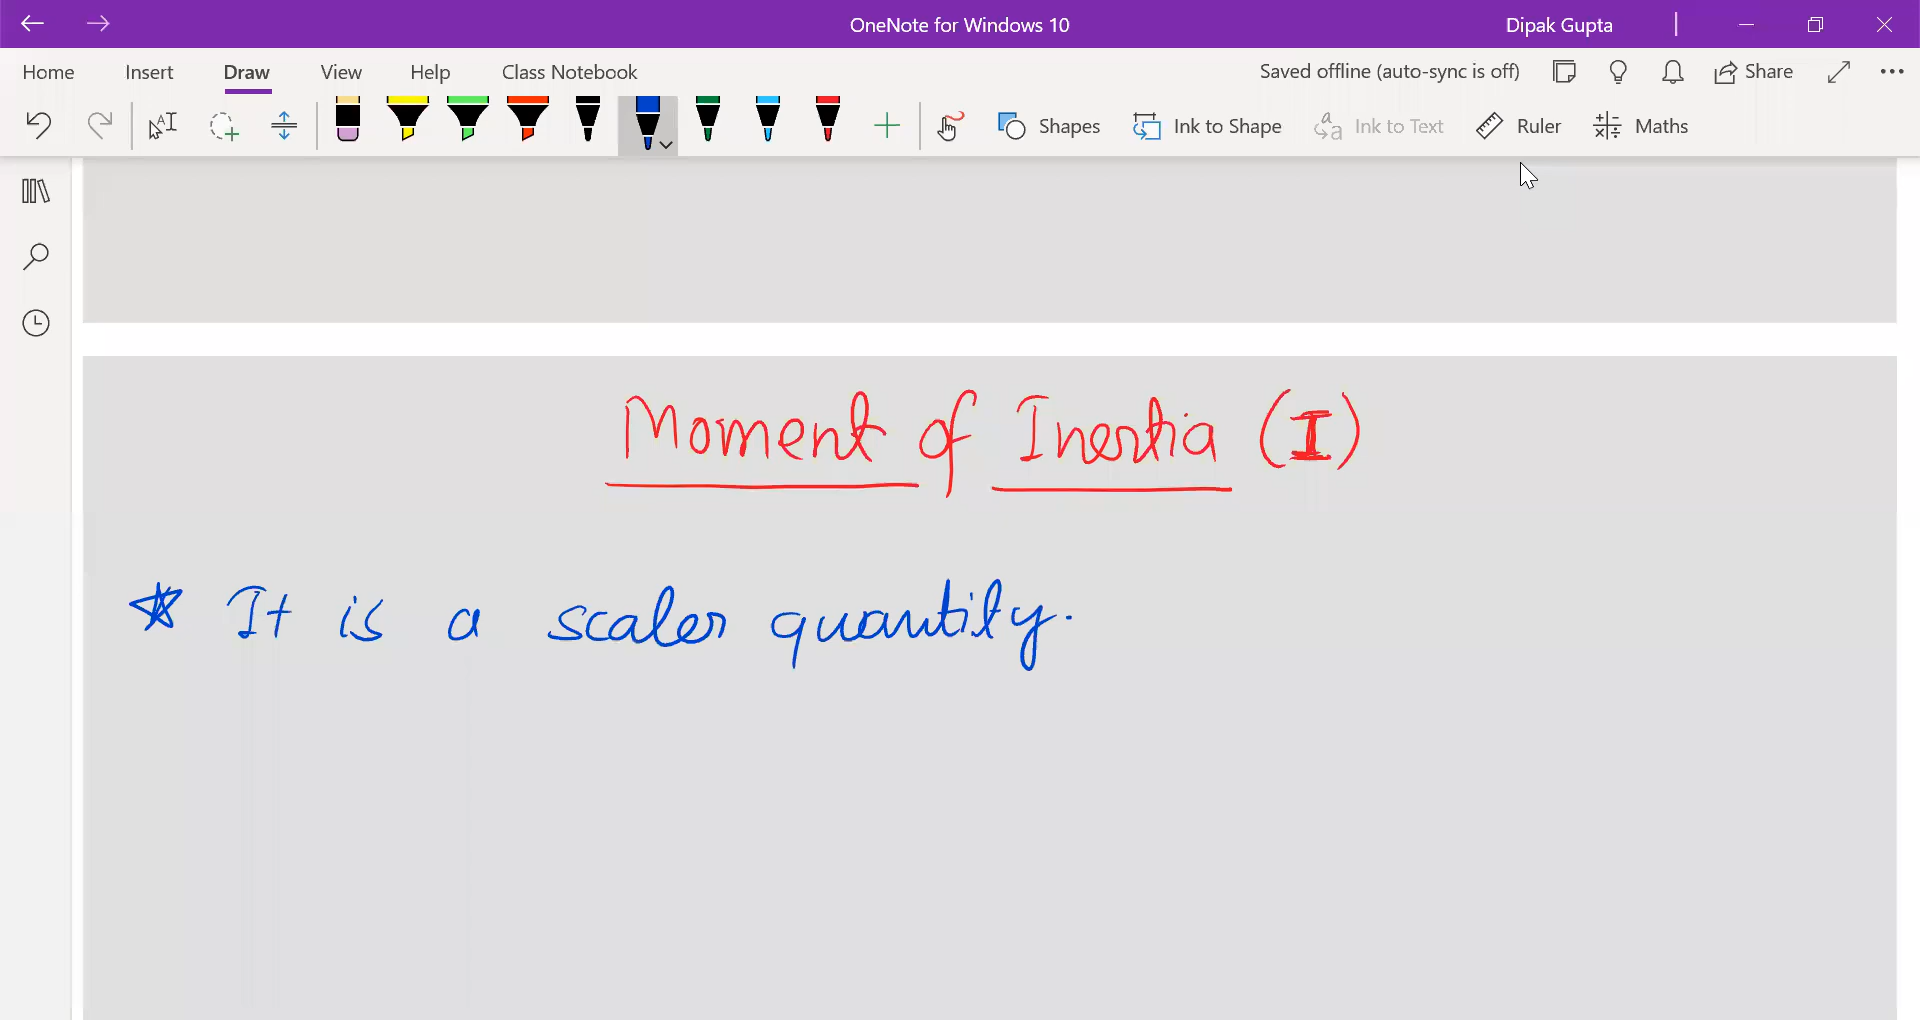 OneNote for Windows 10 Dipak Gupta
Home Insert Draw View Help Class Notebook Saved offline (auto-sync is off) Share
Shapes Ink to Shape Ink to Text Ruler Maths
Moment of Inertia (I)
It is a scaler quantity.